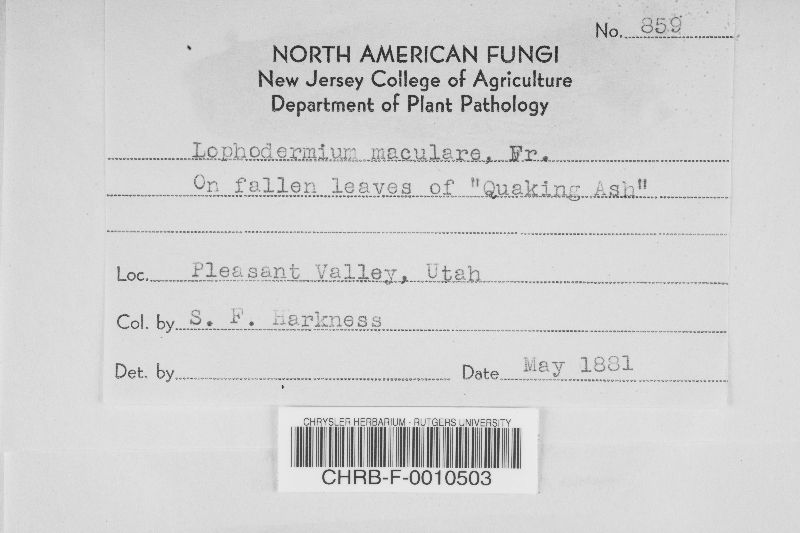 No. 859
NORTH AMERICAN FUNGI
New Jersey College of Agriculture
Department of Plant Pathology
Lophodermium maculare, Fr.
On fallen leaves of "Quaking Ash"
Loc. Pleasant Valley, Utah
Col. by S. F. Harkness
Det. by Date May 1881
CHRYSLER HERBARIUM - RUTGERS UNIVERSITY
CHRB-F-0010503